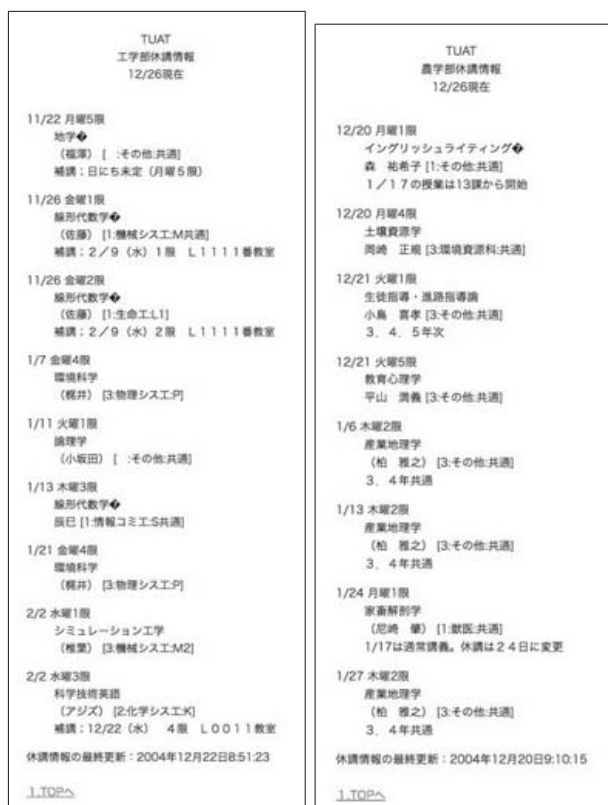 TUAT
工学部休講情報
12/26現在
11/22 月曜5限
地学�
（福澤） [ :その他:共通]
補講；日にち未定（月曜５限）
11/26 金曜1限
線形代数学�
（佐藤） [1:機械シスエ:M共通]
補講；２／９（水）１限　Ｌ１１１１番教室
11/26 金曜2限
線形代数学�
（佐藤） [1:生命工:L1]
補講；２／９（水）２限　Ｌ１１１１番教室
1/7 金曜4限
環境科学
（梶井） [3:物理シスエ:P]
1/11 火曜1限
論理学
（小坂田） [ :その他:共通]
1/13 木曜3限
線形代数学�
辰巳 [1:情報コミエ:S共通]
1/21 金曜4限
環境科学
（梶井） [3:物理シスエ:P]
2/2 水曜1限
シミュレーション工学
（椎葉） [3:機械シスエ:M2]
2/2 水曜3限
科学技術英語
（アジズ） [2:化学シスエ:K]
補講；12/22（水）　４限　Ｌ００１１教室
休講情報の最終更新：2004年12月22日8:51:23
1.TOPへ
TUAT
農学部休講情報
12/26現在
12/20 月曜1限
イングリッシュライティング�
森　祐希子 [1:その他:共通]
１／１７の授業は13課から開始
12/20 月曜4限
土壌資源学
岡崎　正規 [3:環境資源科:共通]
12/21 火曜1限
生徒指導・進路指導論
小島　喜孝 [3:その他:共通]
３．４．５年次
12/21 火曜5限
教育心理学
平山　満義 [3:その他:共通]
1/6 木曜2限
産業地理学
（柏　雅之） [3:その他:共通]
３．４年共通
1/13 木曜2限
産業地理学
（柏　雅之） [3:その他:共通]
３．４年共通
1/24 月曜1限
家畜解剖学
（尼崎　肇） [1:獣医:共通]
1/17は通常講義。休講は２４日に変更
1/27 木曜2限
産業地理学
（柏　雅之） [3:その他:共通]
３．４年共通
休講情報の最終更新：2004年12月20日9:10:15
1.TOPへ